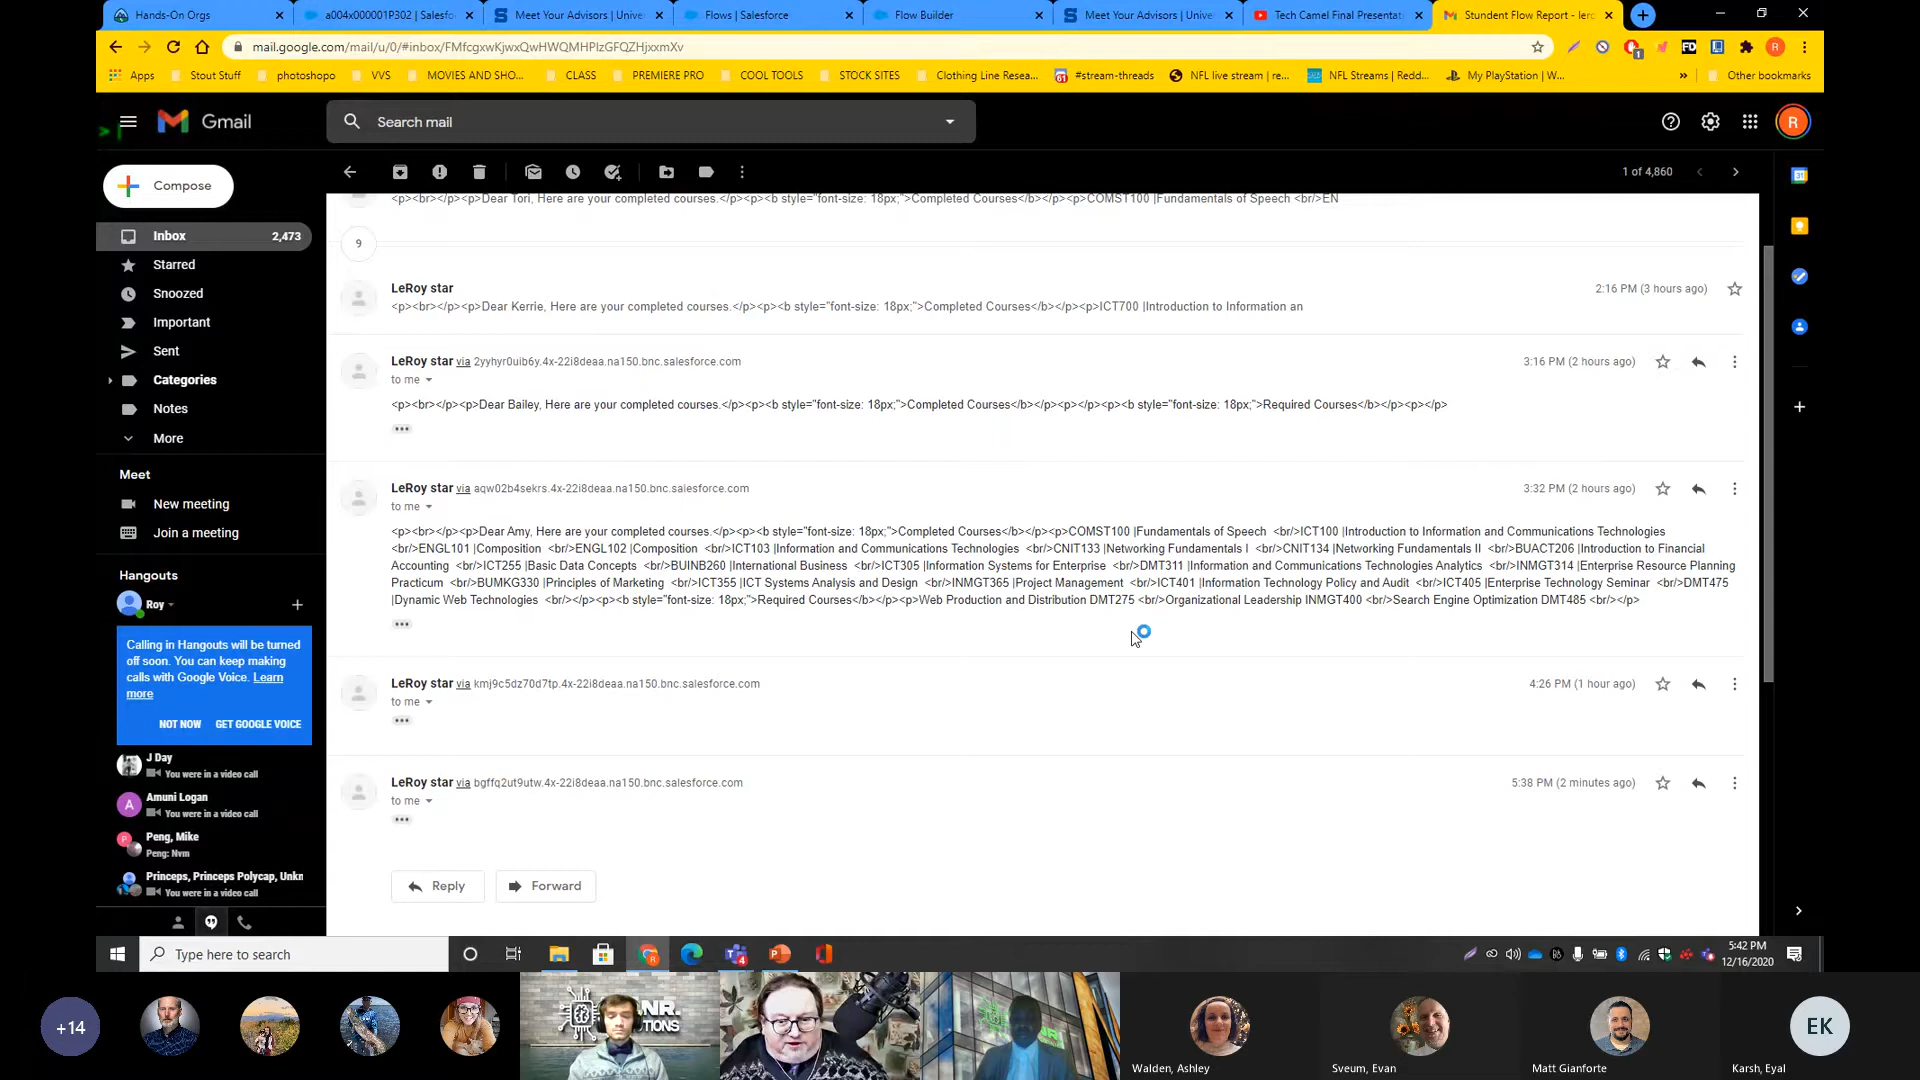 Hands-On Orgs
a004x000001P302 | Salesfo
Meet Your Advisors | Unive
Flows | Salesforce
Flow Builder
Meet Your Advisors | Unive
Tech Camel Final Presentati
Stundent Flow Report - lero
mail.google.com/mail/u/0/#inbox/FMfcgxwKjwxQwHWQMHPlzGFQZHjxxmXv
Apps
Stout Stuff
photoshopo
VVS
MOVIES AND SHO...
CLASS
PREMIERE PRO
COOL TOOLS
STOCK SITES
Clothing Line Resea...
#stream-threads
NFL live stream | re...
NFL Streams | Redd...
My PlayStation | W...
»
Other bookmarks
Gmail
Search mail
R
Compose
1 of 4,860
Inbox 2,473
Starred
Snoozed
Important
Sent
Categories
Notes
More
Meet
New meeting
Join a meeting
Hangouts
Roy
Calling in Hangouts will be turned
off soon. You can keep making
calls with Google Voice. Learn
more
NOT NOW GET GOOGLE VOICE
J Day
You were in a video call
Amuni Logan
You were in a video call
Peng, Mike
Peng: Nvm
Princeps, Princeps Polycap, Unkn
You were in a video call
<p><br></p><p>Dear Tori, Here are your completed courses.</p><p><b style="font-size: 18px;">Completed Courses</b></p><p>COMST100 |Fundamentals of Speech <br/>EN
9
LeRoy star
2:16 PM (3 hours ago)
<p><br></p><p>Dear Kerrie, Here are your completed courses.</p><p><b style="font-size: 18px;">Completed Courses</b></p><p>ICT700 |Introduction to Information an
LeRoy star via 2yyhyr0uib6y.4x-22i8deaa.na150.bnc.salesforce.com
3:16 PM (2 hours ago)
to me
<p><br></p><p>Dear Bailey, Here are your completed courses.</p><p><b style="font-size: 18px;">Completed Courses</b></p><p></p><p><b style="font-size: 18px;">Required Courses</b></p><p></p>
LeRoy star via aqw02b4sekrs.4x-22i8deaa.na150.bnc.salesforce.com
3:32 PM (2 hours ago)
to me
<p><br></p><p>Dear Amy, Here are your completed courses.</p><p><b style="font-size: 18px;">Completed Courses</b></p><p>COMST100 |Fundamentals of Speech <br/>ICT100 |Introduction to Information and Communications Technologies
<br/>ENGL101 |Composition <br/>ENGL102 |Composition <br/>ICT103 |Information and Communications Technologies <br/>CNIT133 |Networking Fundamentals I <br/>CNIT134 |Networking Fundamentals II <br/>BUACT206 |Introduction to Financial
Accounting <br/>ICT255 |Basic Data Concepts <br/>BUINB260 |International Business <br/>ICT305 |Information Systems for Enterprise <br/>DMT311 |Information and Communications Technologies Analytics <br/>INMGT314 |Enterprise Resource Planning
Practicum <br/>BUMKG330 |Principles of Marketing <br/>ICT355 |ICT Systems Analysis and Design <br/>INMGT365 |Project Management <br/>ICT401 |Information Technology Policy and Audit <br/>ICT405 |Enterprise Technology Seminar <br/>DMT475
|Dynamic Web Technologies <br/></p><p><b style="font-size: 18px;">Required Courses</b></p><p>Web Production and Distribution DMT275 <br/>Organizational Leadership INMGT400 <br/>Search Engine Optimization DMT485 <br/></p>
LeRoy star via kmj9c5dz70d7tp.4x-22i8deaa.na150.bnc.salesforce.com
4:26 PM (1 hour ago)
to me
LeRoy star via bgffq2ut9utw.4x-22i8deaa.na150.bnc.salesforce.com
5:38 PM (2 minutes ago)
to me
Reply
Forward
Type here to search
5:42 PM
12/16/2020
+14
NR.
Walden, Ashley
Sveum, Evan
Matt Gianforte
EK
Karsh, Eyal